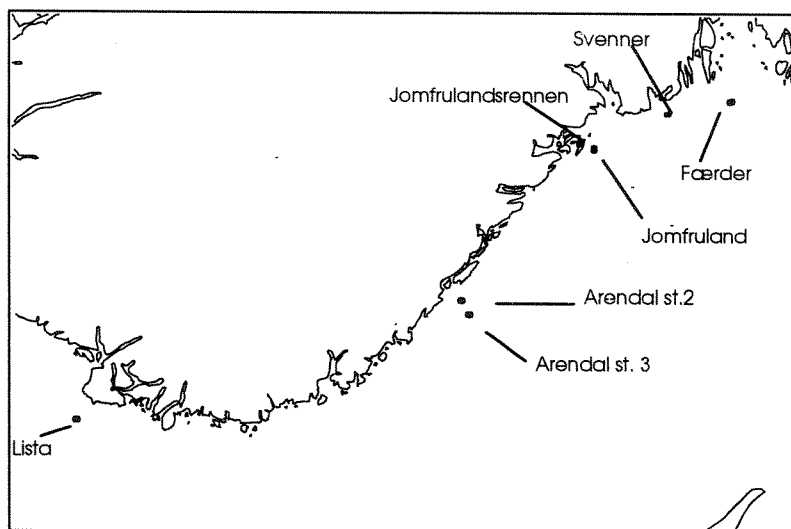 Svenner
Jomfrulandsrennen
Færder
Jomfruland
Arendal st.2
Arendal st. 3
Lista